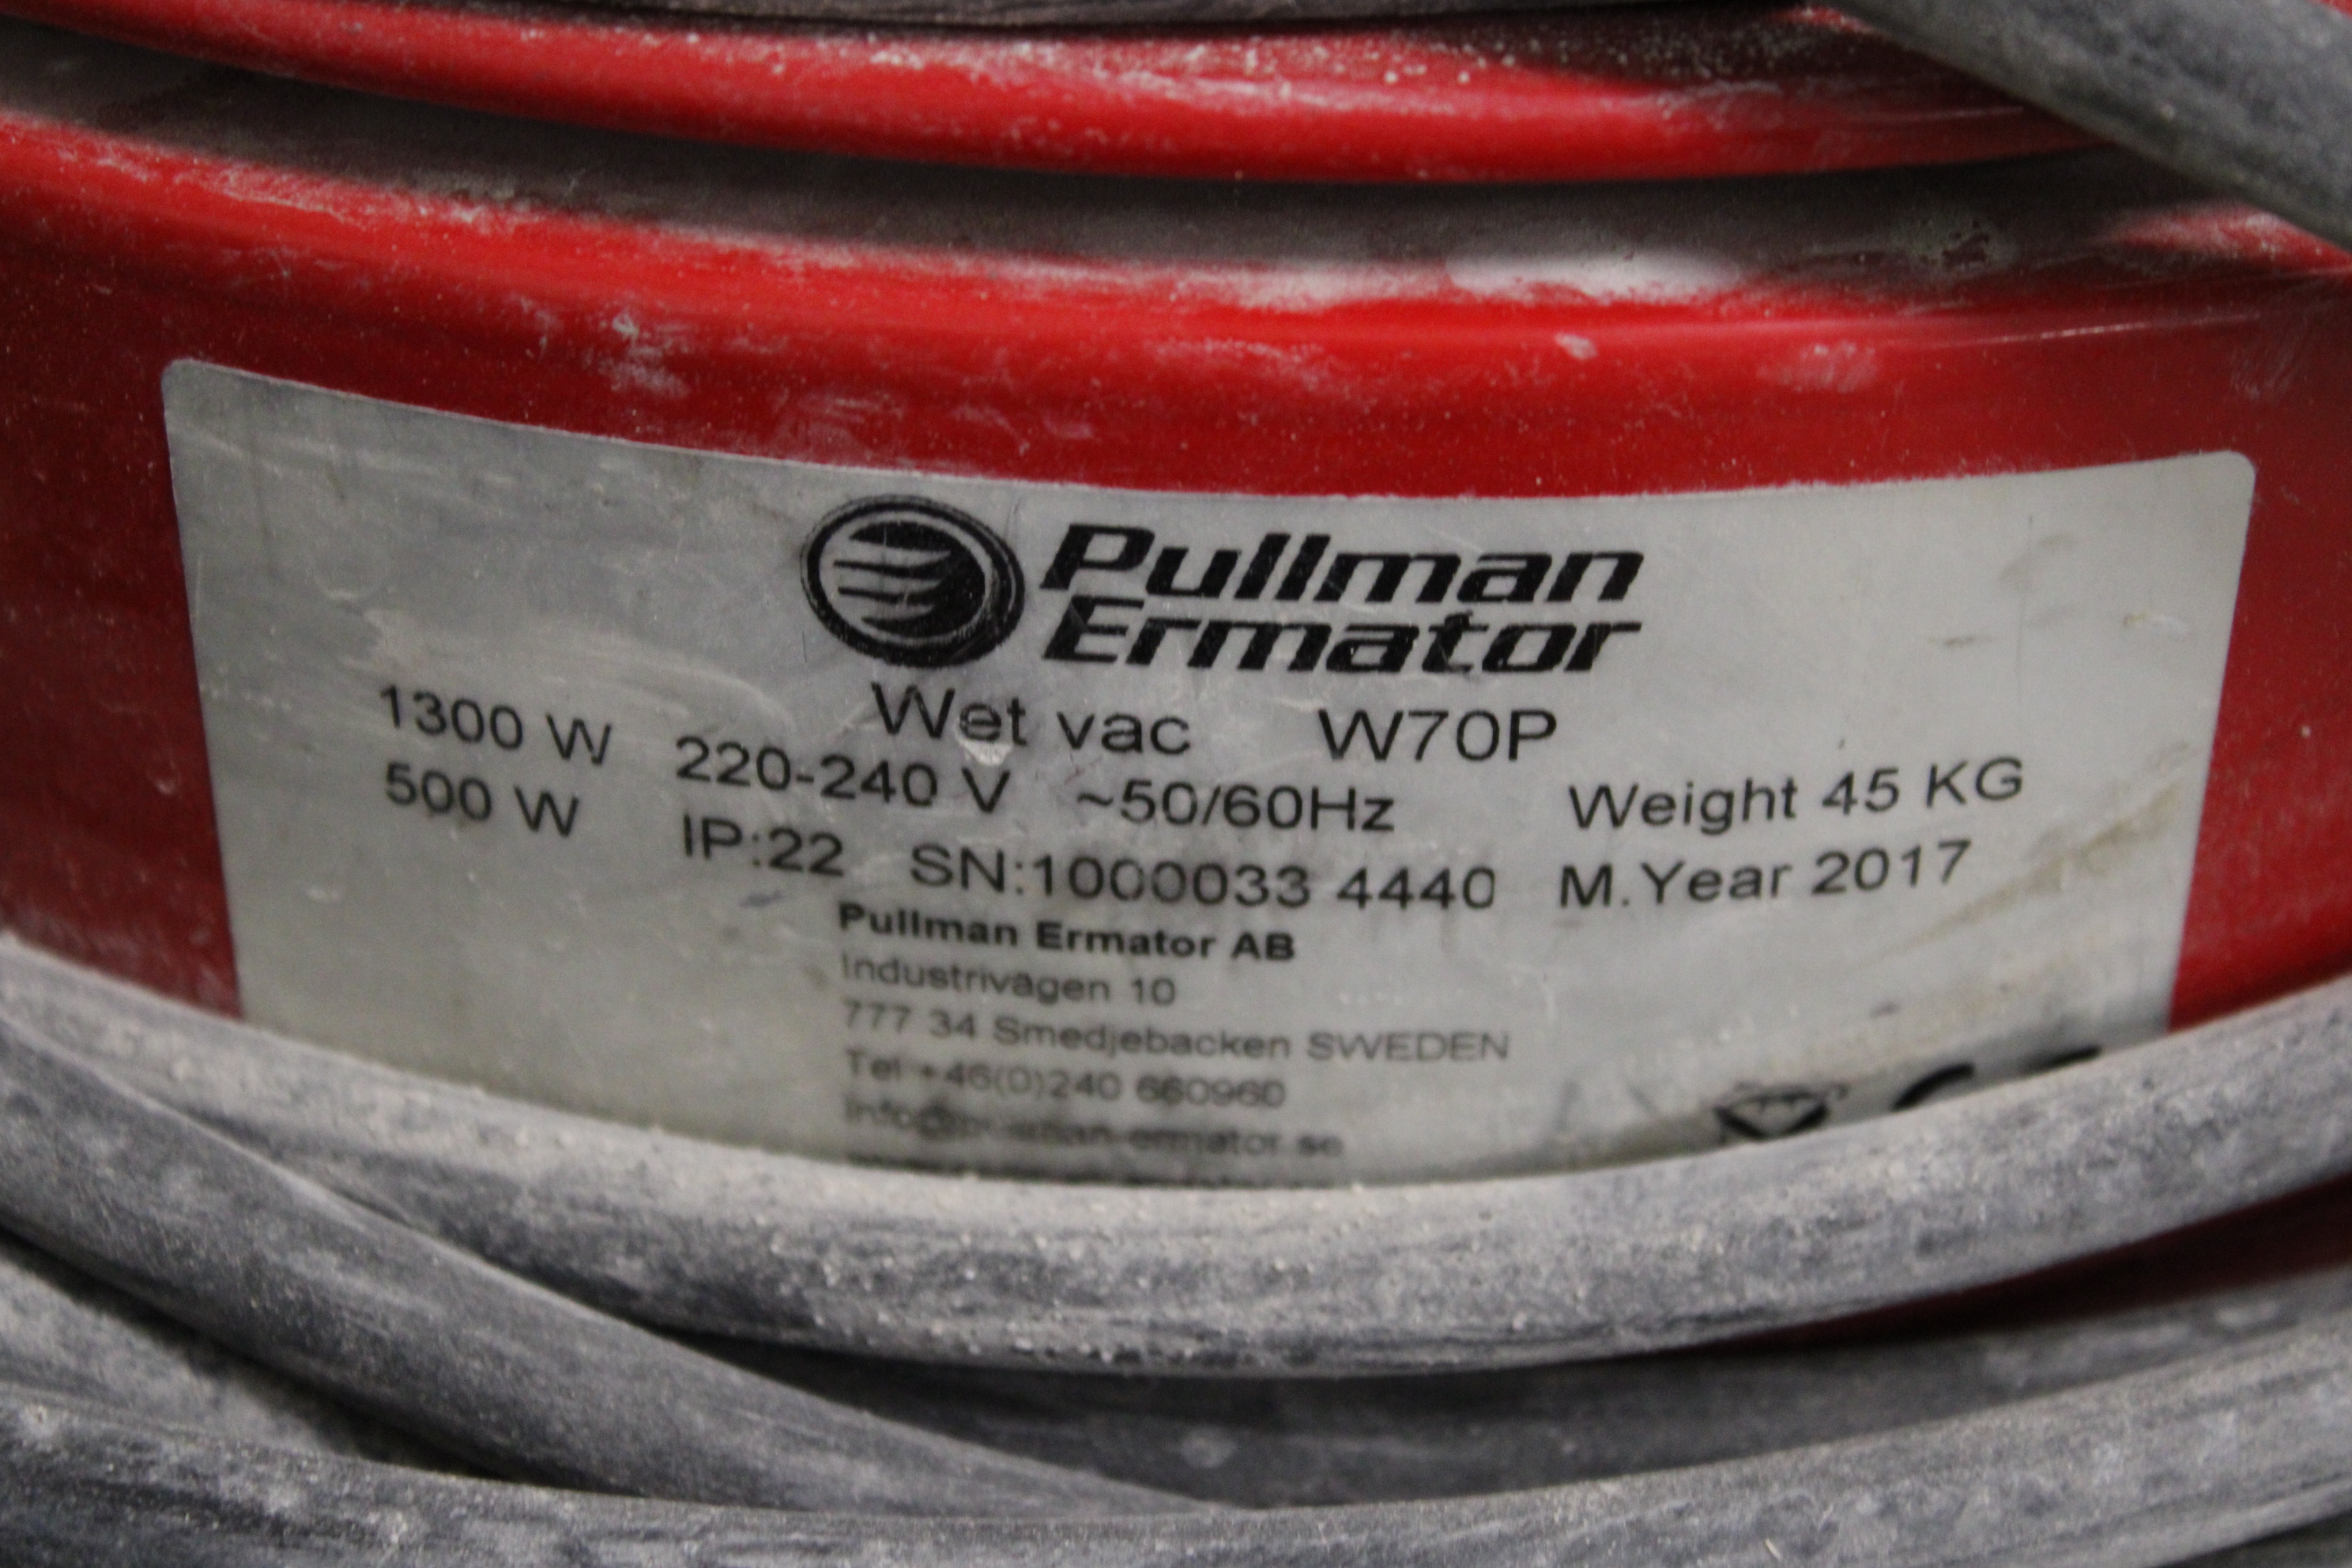 Pullman
Ermator
Wet vac W70P
1300 W 220-240 V ~50/60Hz Weight 45 KG
500 W IP:22 SN:1000033 4440 M.Year 2017
Pullman Ermator AB
Industrivägen 10
777 34 Smedjebacken SWEDEN
Tel +46(0)240 660960